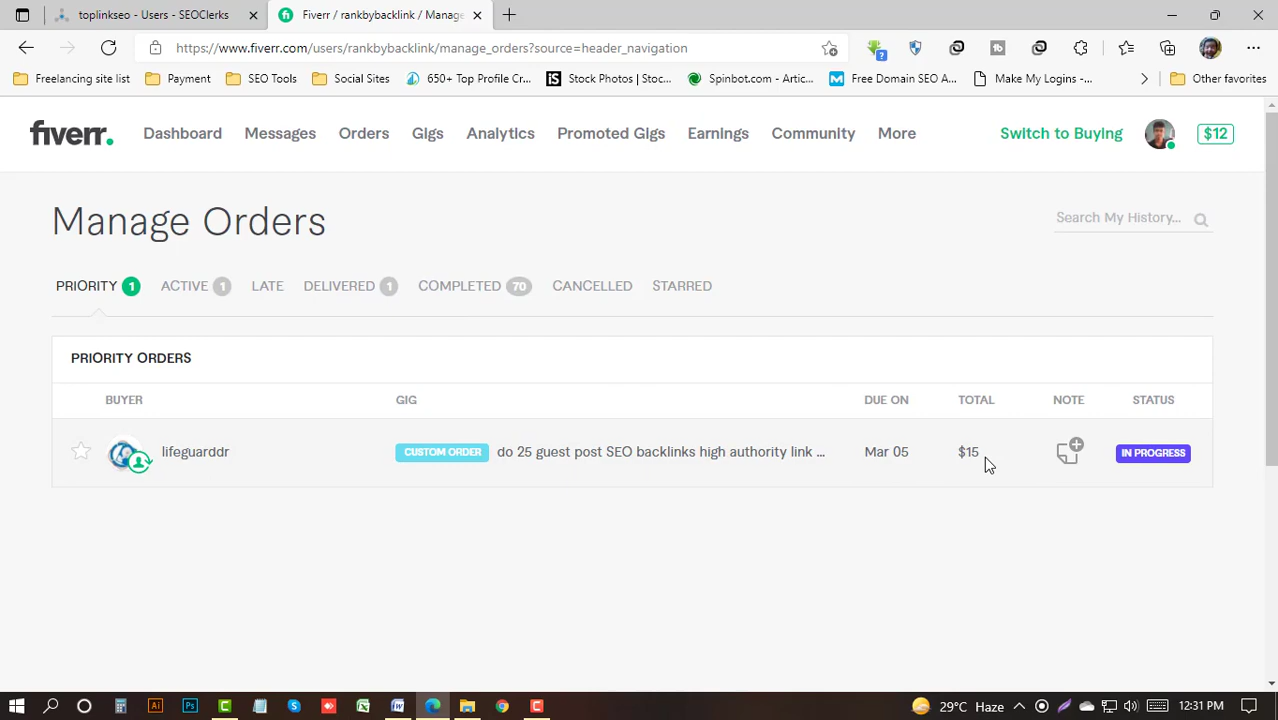 toplinkseo - Users - SEOClerks
Fiverr / rankbybacklink / Manage
https://www.fiverr.com/users/rankbybacklink/manage_orders?source=header_navigation
Freelancing site list
Payment
SEO Tools
Social Sites
650+ Top Profile Cr...
Stock Photos | Stoc...
Spinbot.com - Artic...
Free Domain SEO A...
Make My Logins -...
Other favorites
fiverr.
Dashboard
Messages
Orders
Gigs
Analytics
Promoted Gigs
Earnings
Community
More
Switch to Buying
$12
Manage Orders
Search My History...
PRIORITY 1
ACTIVE 1
LATE
DELIVERED 1
COMPLETED 70
CANCELLED
STARRED
PRIORITY ORDERS
BUYER GIG DUE ON TOTAL NOTE STATUS
lifeguarddr CUSTOM ORDER do 25 guest post SEO backlinks high authority link ... Mar 05 $15 IN PROGRESS
29°C Haze
12:31 PM